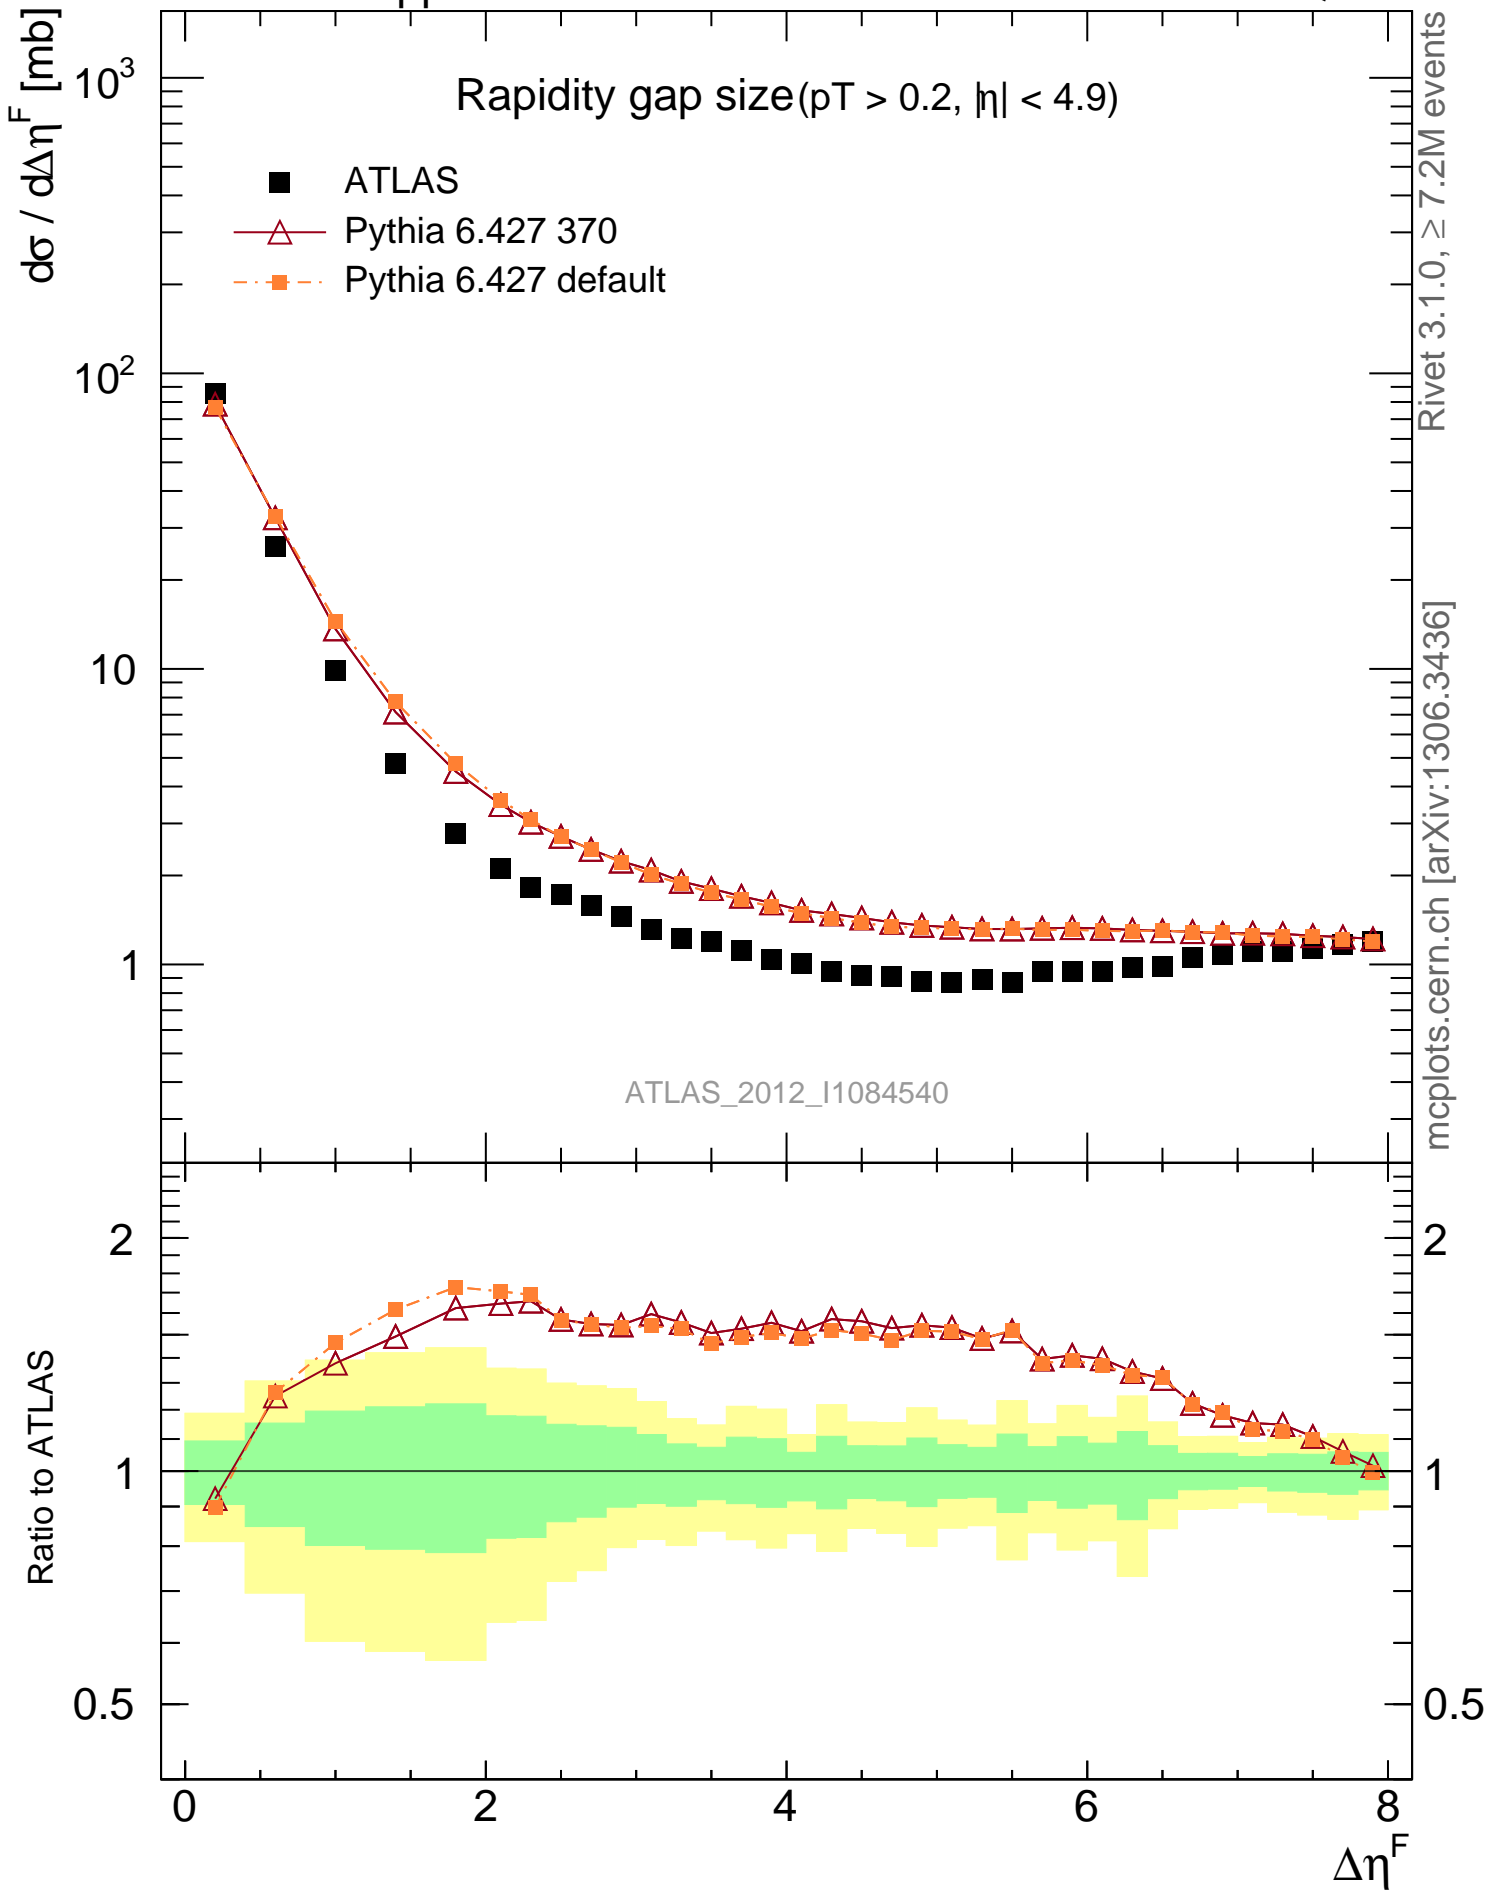 pp
dσ / dΔη^F [mb]
Rapidity gap size (pT > 0.2, |η| < 4.9)
ATLAS
Pythia 6.427 370
Pythia 6.427 default
10^3
10^2
10
1
ATLAS_2012_I1084540
Rivet 3.1.0, ≥ 7.2M events
mcplots.cern.ch [arXiv:1306.3436]
Ratio to ATLAS
2
1
0.5
2
1
0.5
0 2 4 6 8
Δη^F